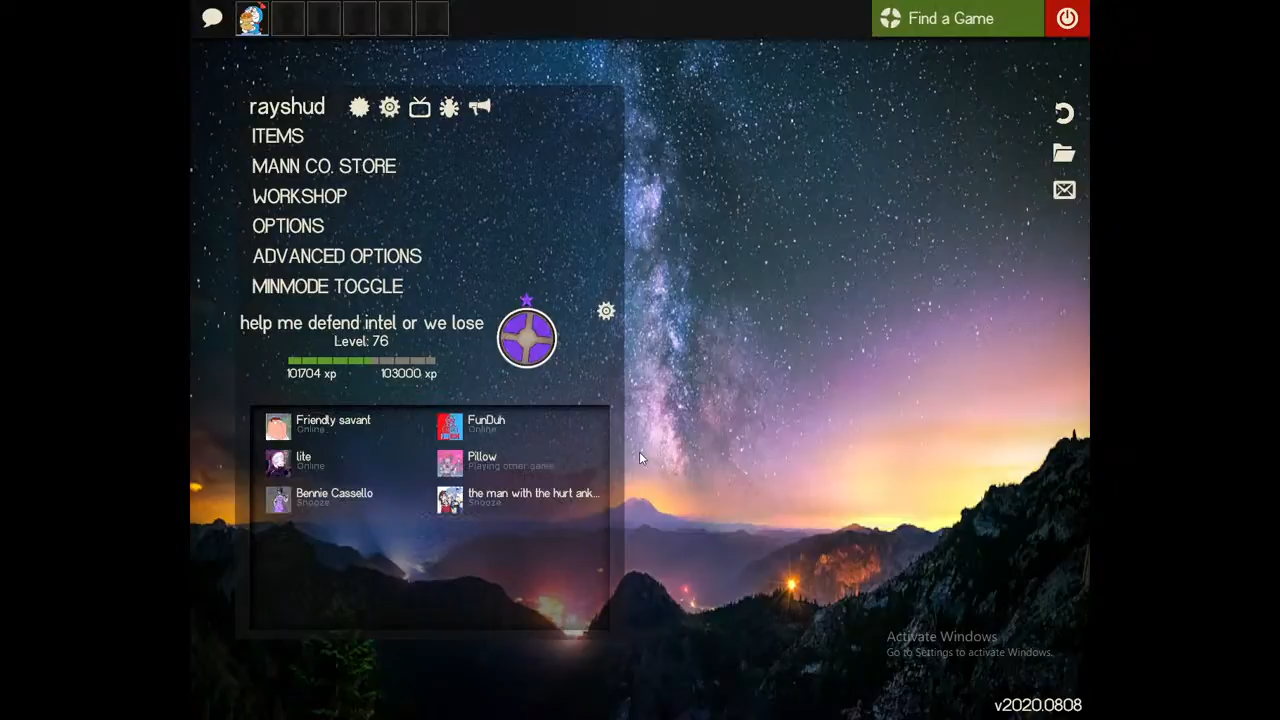 Find a Game
rayshud
ITEMS
MANN CO. STORE
WORKSHOP
OPTIONS
ADVANCED OPTIONS
MINMODE TOGGLE
help me defend intel or we lose
Level: 76
101704 xp
103000 xp
Friendly savant
Online
FunDuh
Online
lite
Online
Pillow
Playing other game
Bennie Cassello
Snooze
the man with the hurt ank...
Snooze
Activate Windows
Go to Settings to activate Windows.
v2020.0808